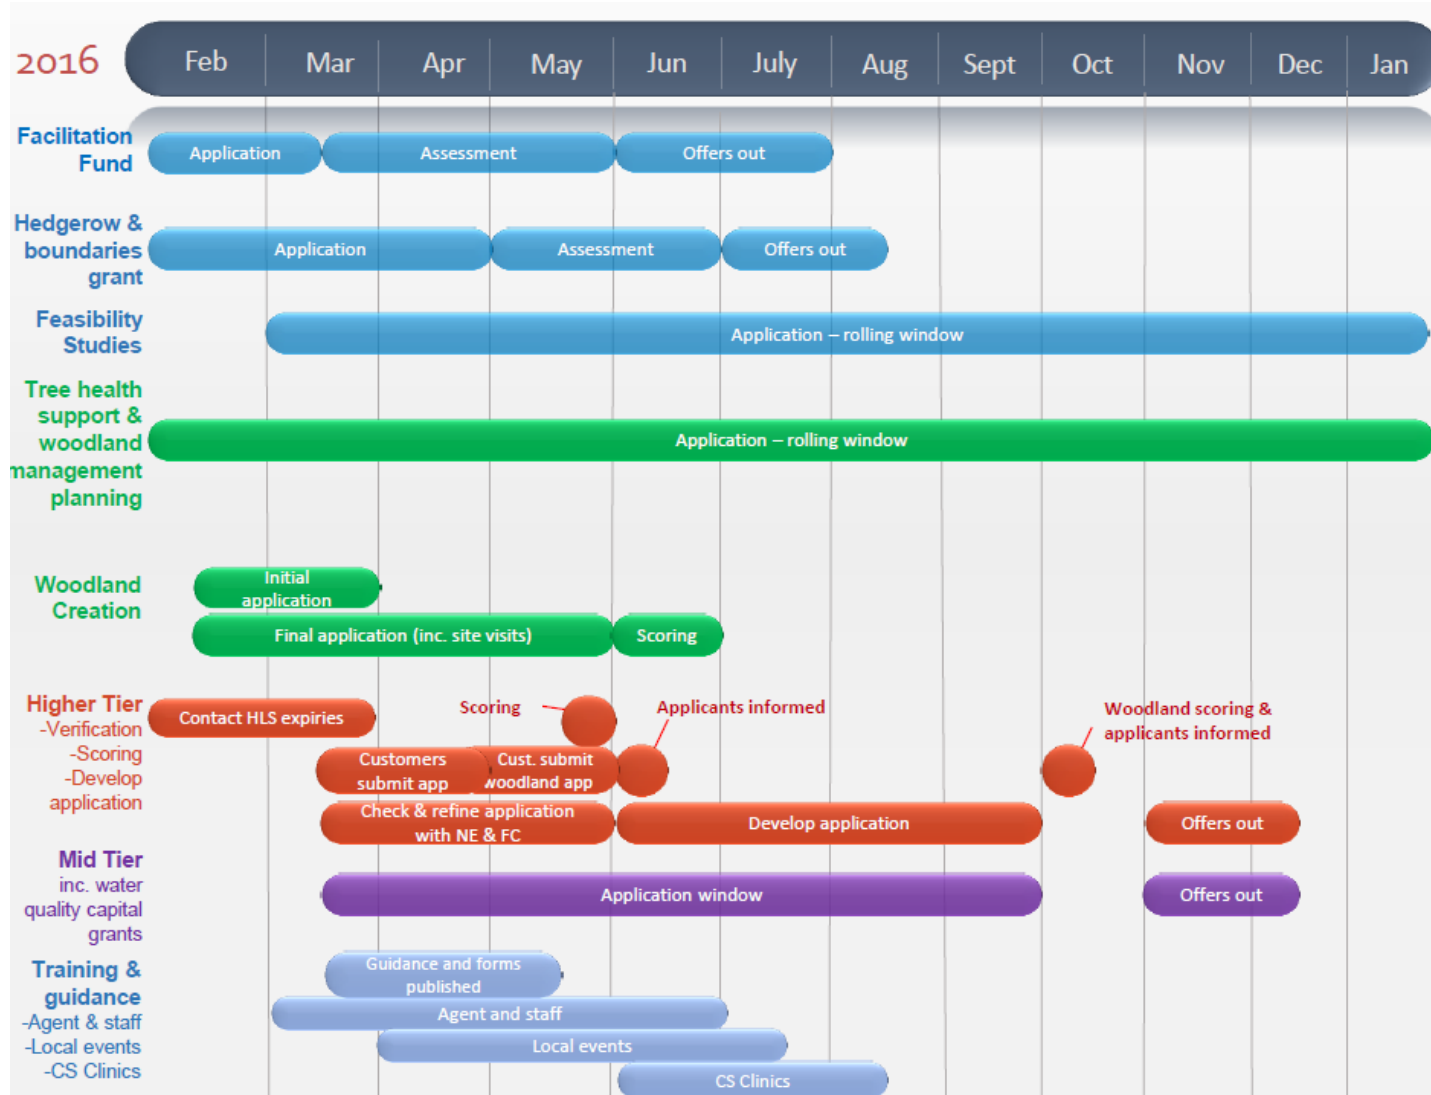 2016
Feb Mar Apr May Jun July Aug Sept Oct Nov Dec Jan
Facilitation
Fund
Application Assessment Offers out
Hedgerow &
boundaries
grant
Application Assessment Offers out
Feasibility
Studies
Application – rolling window
Tree health
support &
woodland
management
planning
Application – rolling window
Woodland
Creation
Initial
application
Final application (inc. site visits) Scoring
Higher Tier
-Verification
-Scoring
-Develop
application
Contact HLS expiries
Scoring
Applicants informed
Woodland scoring &
applicants informed
Customers
submit app
Cust. submit
woodland app
Check & refine application
with NE & FC
Develop application
Offers out
Mid Tier
inc. water
quality capital
grants
Application window
Offers out
Training &
guidance
-Agent & staff
-Local events
-CS Clinics
Guidance and forms
published
Agent and staff
Local events
CS Clinics